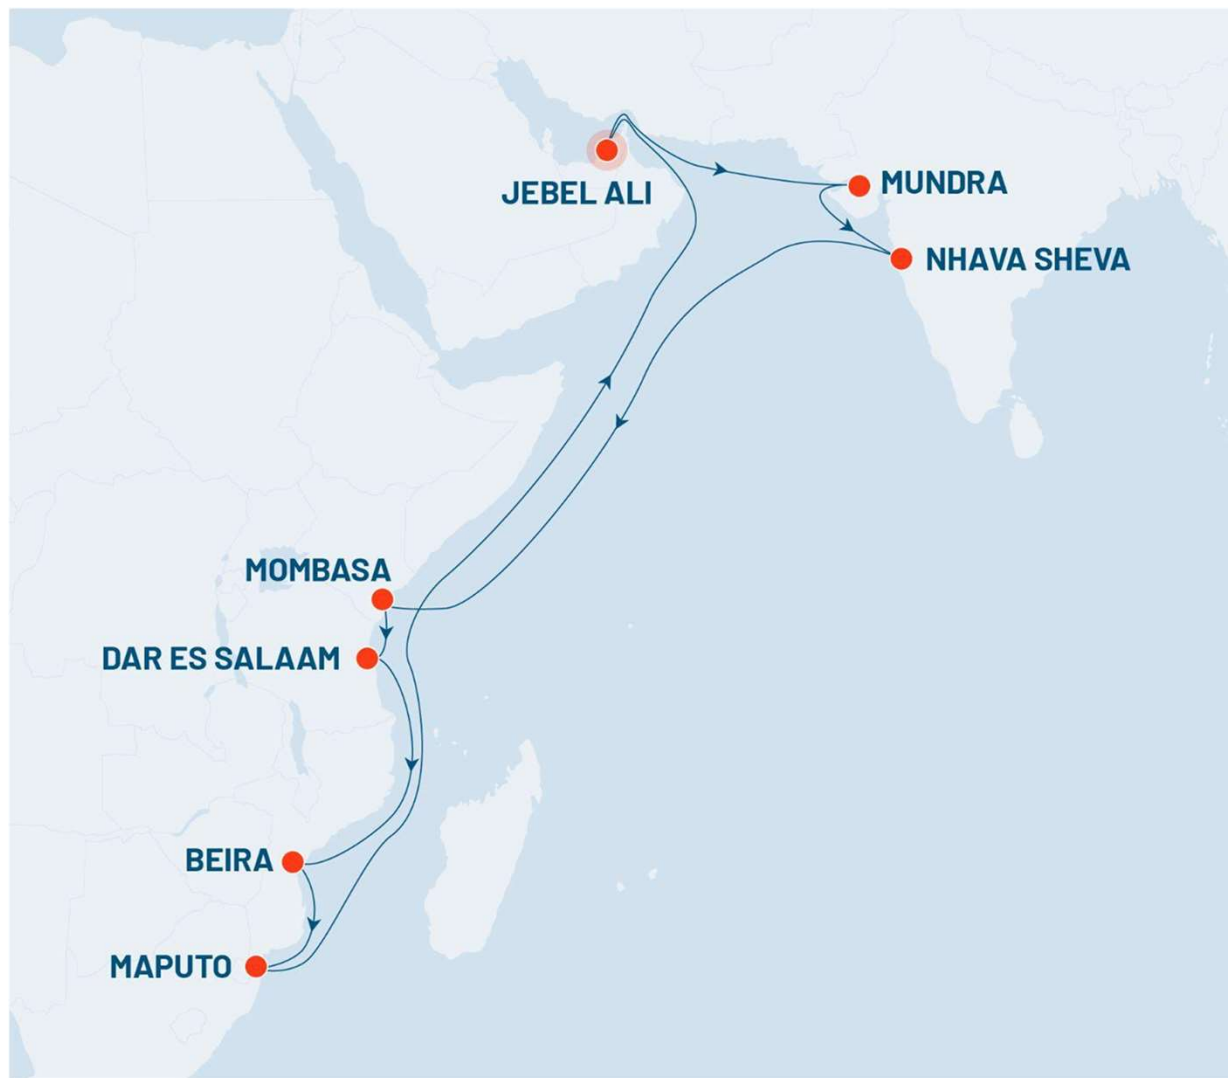 JEBEL ALI
MUNDRA
NHAVA SHEVA
MOMBASA
DAR ES SALAAM
BEIRA
MAPUTO